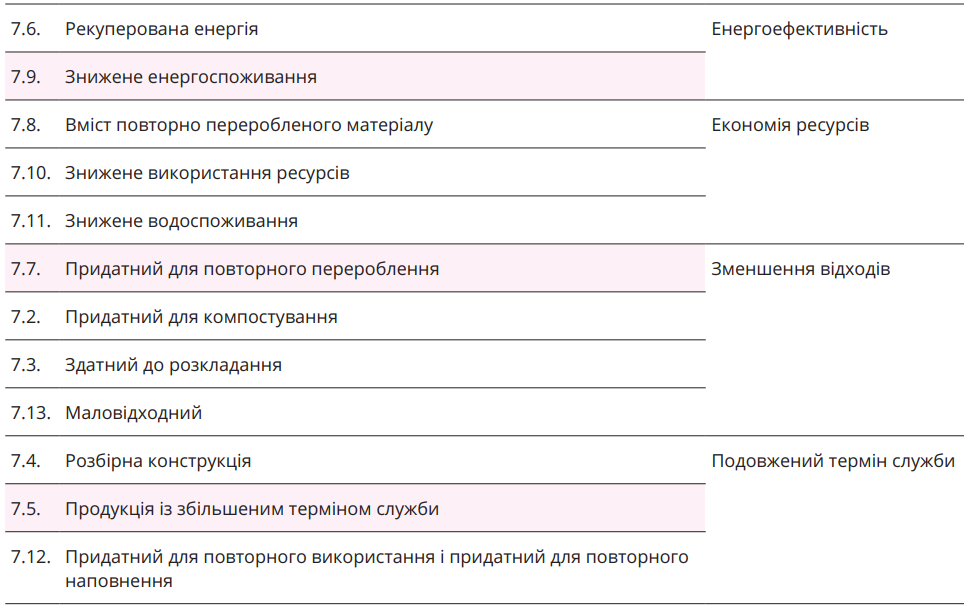 7.6. Рекуперована енергія Енергоефективність
7.9. Знижене енергоспоживання
7.8. Вміст повторно переробленого матеріалу Економія ресурсів
7.10. Знижене використання ресурсів
7.11. Знижене водоспоживання
7.7. Придатний для повторного перероблення Зменшення відходів
7.2. Придатний для компостування
7.3. Здатний до розкладання
7.13. Маловідходний
7.4. Розбірна конструкція Подовжений термін служби
7.5. Продукція із збільшеним терміном служби
7.12. Придатний для повторного використання і придатний для повторного
наповнення